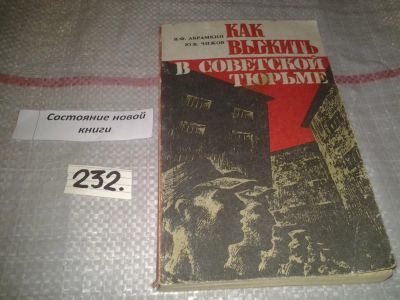 В.Ф. АБРАМКИН
Ю.В. ЧИЖОВ
КАК
ВЫЖИТЬ
В СОВЕТСКОЙ
ТЮРЬМЕ
Состояние новой
книги
232.